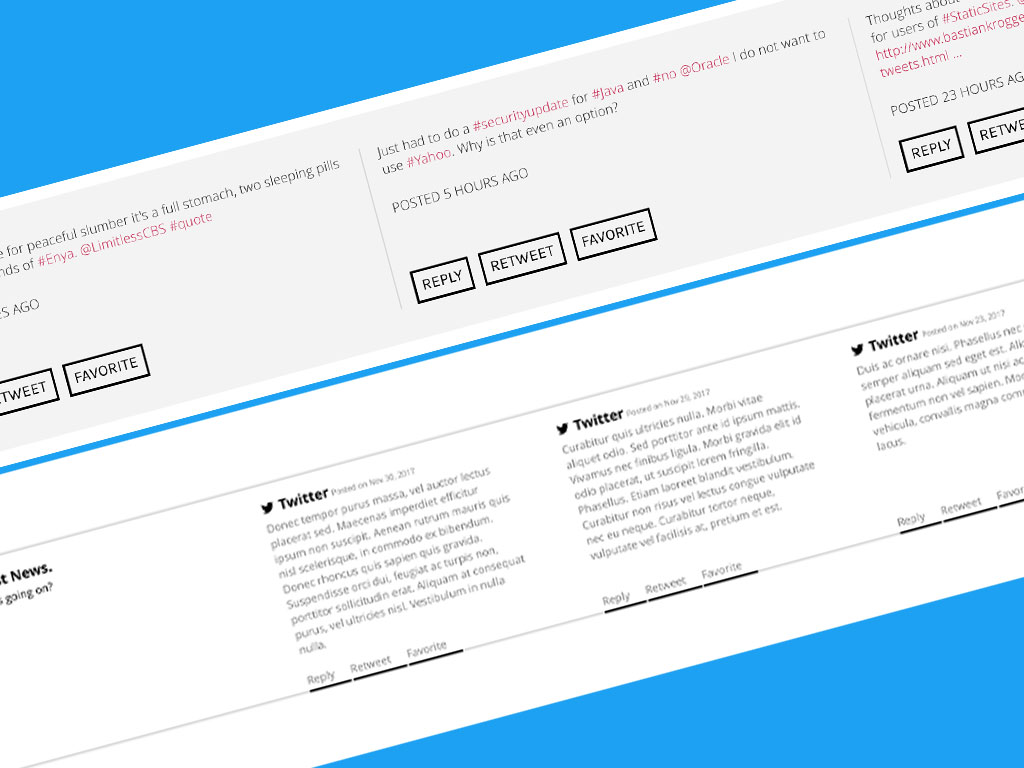 e for peaceful slumber it's a full stomach, two sleeping pills
nds of #Enya. @LimitlessCBS #quote
S AGO
TWEET
FAVORITE
Just had to do a #securityupdate for #Java and #no @Oracle I do not want to
use #Yahoo. Why is that even an option?
POSTED 5 HOURS AGO
REPLY
RETWEET
FAVORITE
Thoughts about
for users of #StaticSites.
http://www.bastiankrogge
tweets.html ...
POSTED 23 HOURS AG
REPLY
RETWE
t News.
s going on?
Twitter Posted on Nov 30, 2017
Donec tempor purus massa, vel auctor lectus
placerat sed. Maecenas imperdiet efficitur
ipsum non suscipit. Aenean rutrum mauris quis
nisl scelerisque, in commodo ex bibendum.
Donec rhoncus quis sapien quis gravida.
Suspendisse orci dui, feugiat ac turpis non,
porttitor sollicitudin erat. Aliquam at consequat
purus, vel ultricies nisl. Vestibulum in nulla
nulla.
Reply Retweet Favorite
Twitter Posted on Nov 25, 2017
Curabitur quis ultricies nulla. Morbi vitae
aliquet odio. Sed porttitor ante id ipsum mattis.
Vivamus nec finibus ligula. Morbi gravida elit id
odio placerat, ut suscipit lorem fringilla.
Phasellus. Etiam laoreet blandit vestibulum.
Curabitur non risus vel lectus congue vulputate
nec eu neque. Curabitur tortor neque,
vulputate vel facilisis ac, pretium et est.
Reply Retweet Favorite
Twitter Posted on Nov 23, 2017
Duis ac ornare nisi. Phasellus nec
semper aliquam sed eget est. Ali
placerat urna. Aliquam ut nisi ac
fermentum non vel sapien. Mor
vehicula, convallis magna com
lacus.
Reply Retweet Favor